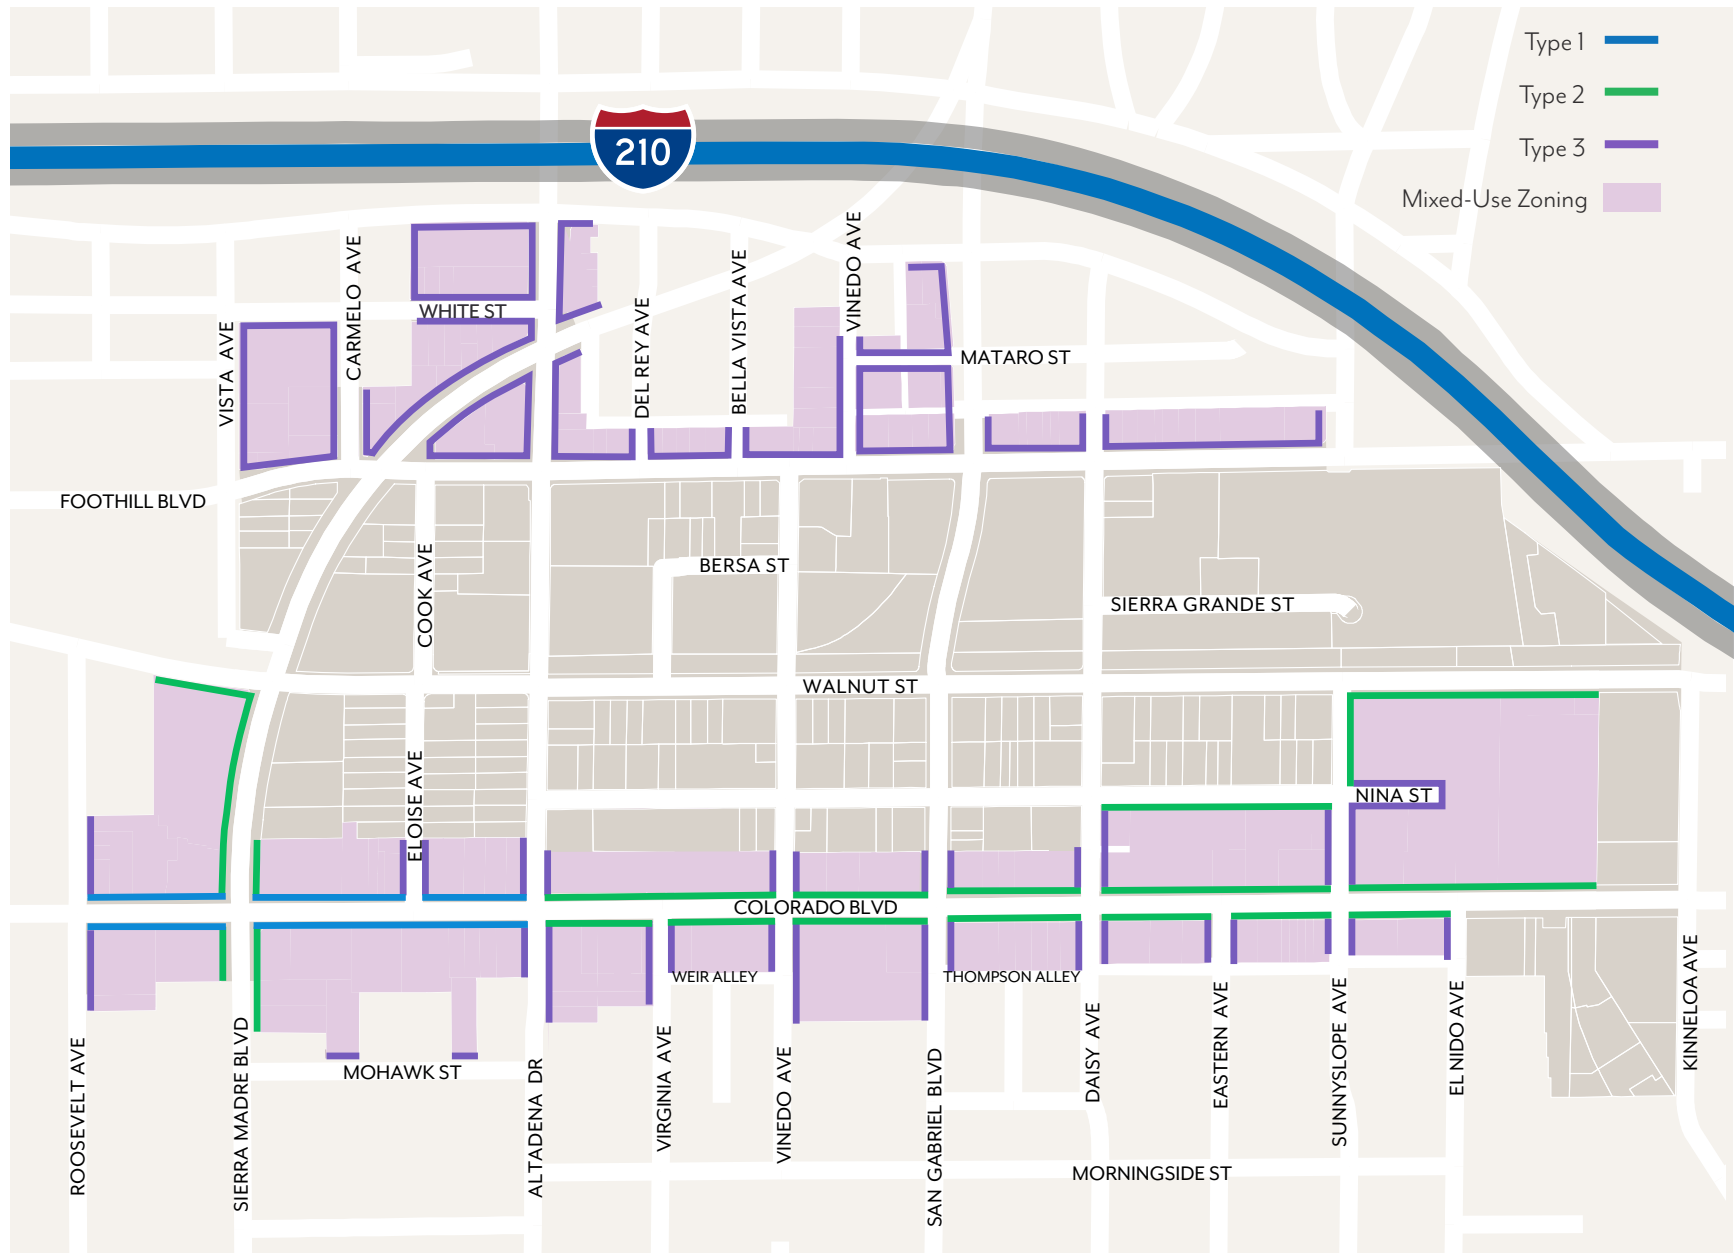 Type 1
Type 2
Type 3
Mixed-Use Zoning
210
VINEDO AVE
CARMELO AVE
BELLA VISTA AVE
DEL REY AVE
WHITE ST
VISTA AVE
MATARO ST
FOOTHILL BLVD
COOK AVE
BERSA ST
SIERRA GRANDE ST
WALNUT ST
ELOISE AVE
NINA ST
COLORADO BLVD
WEIR ALLEY
THOMPSON ALLEY
MOHAWK ST
ROOSEVELT AVE
SIERRA MADRE BLVD
ALTADENA DR
VIRGINIA AVE
VINEDO AVE
SAN GABRIEL BLVD
DAISY AVE
EASTERN AVE
SUNNYSLOPE AVE
EL NIDO AVE
KINNELOA AVE
MORNINGSIDE ST